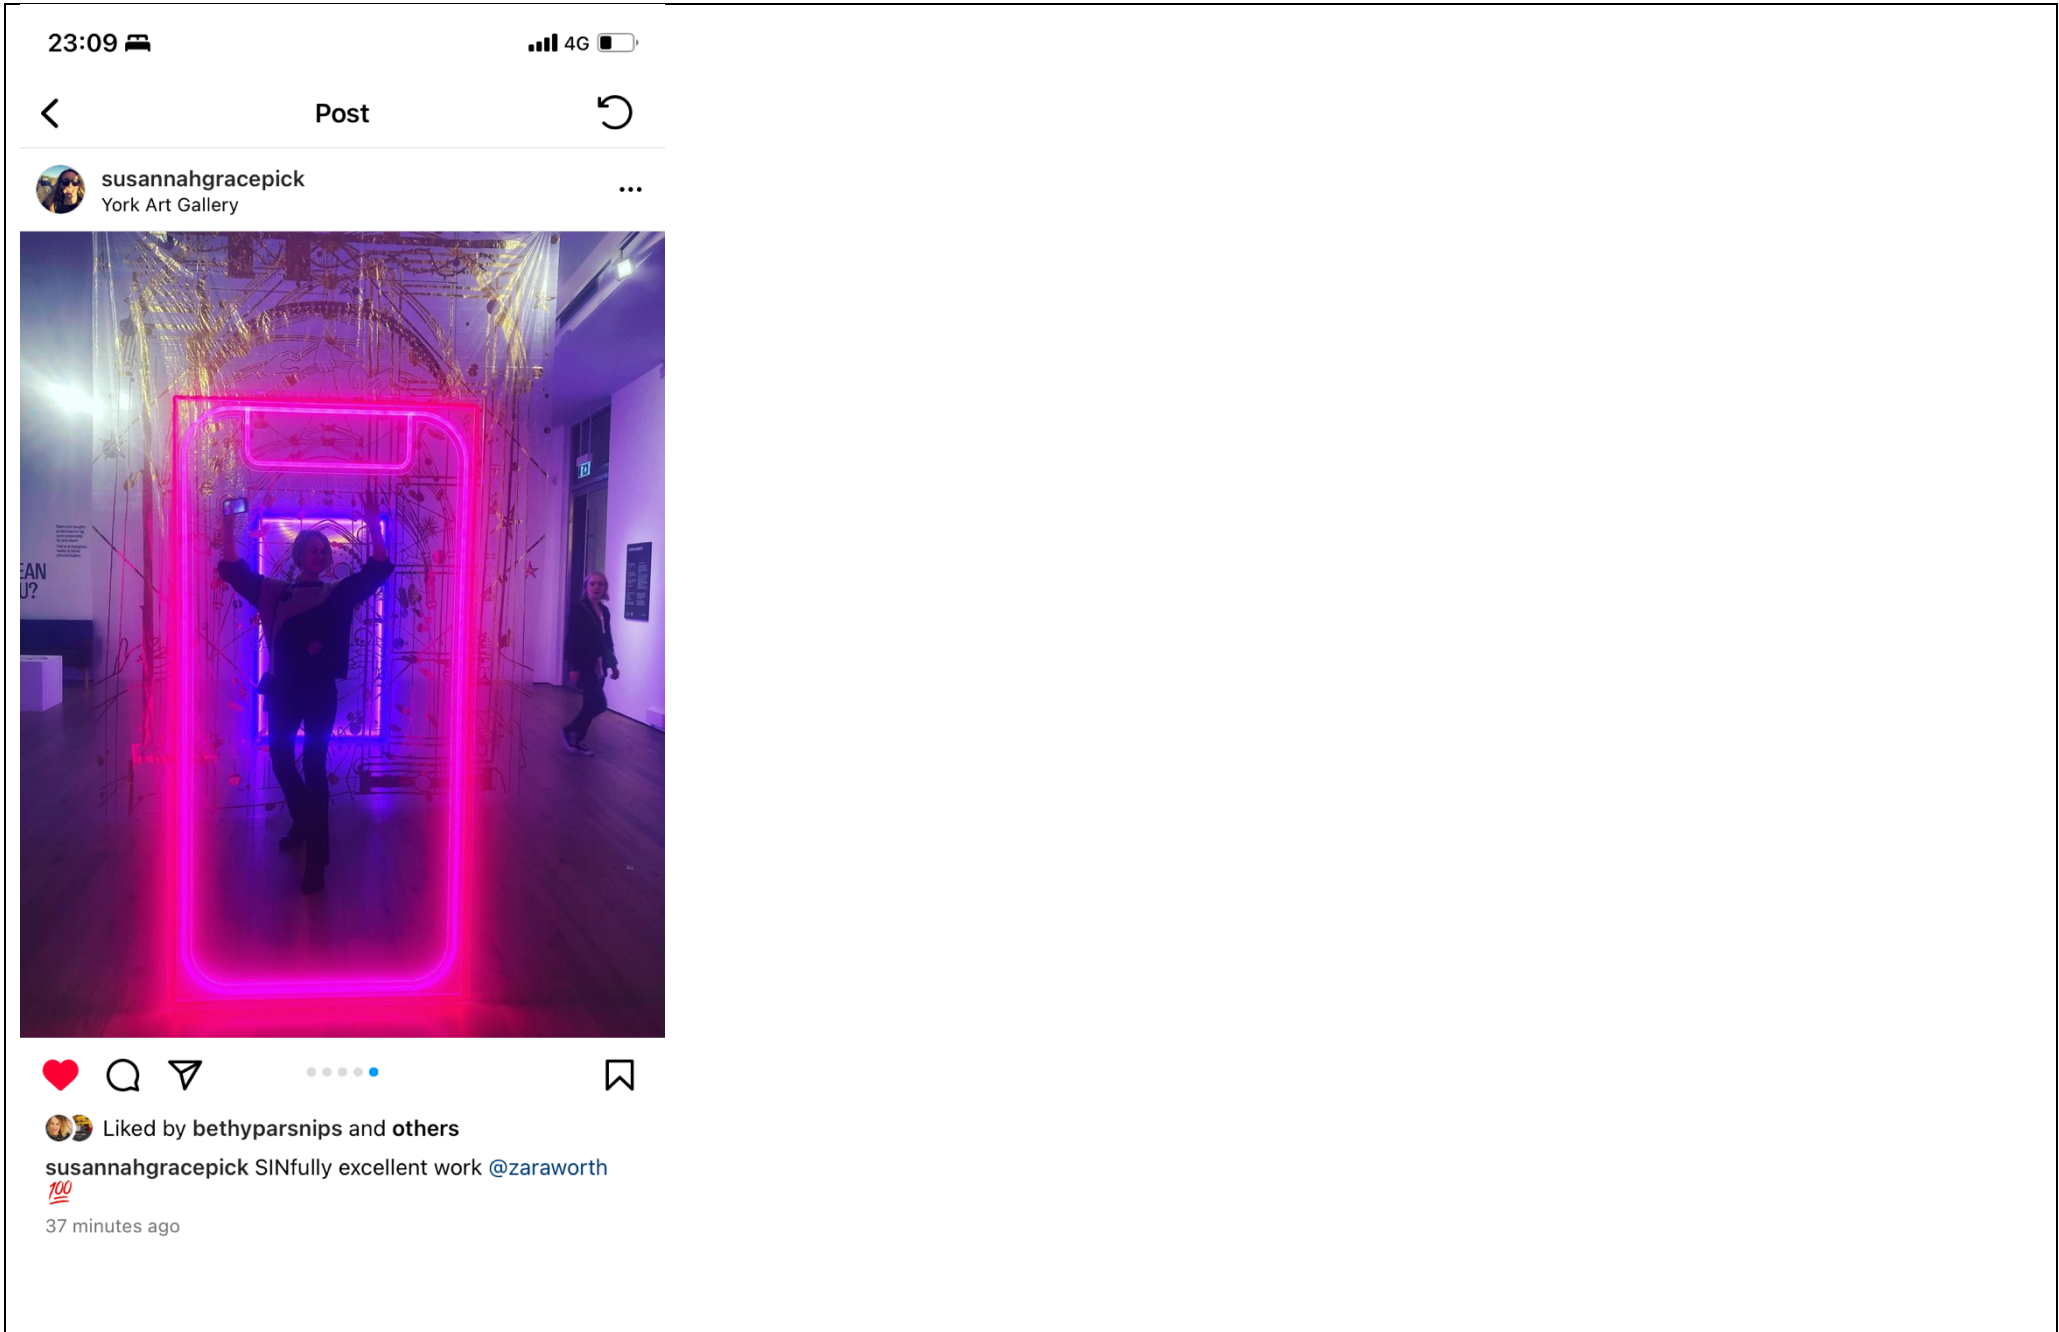 23:09
4G
Post
susannahgracepick
York Art Gallery
EAN
U?
Liked by bethyparsnips and others
susannahgracepick SINfully excellent work @zaraworth
💯
37 minutes ago